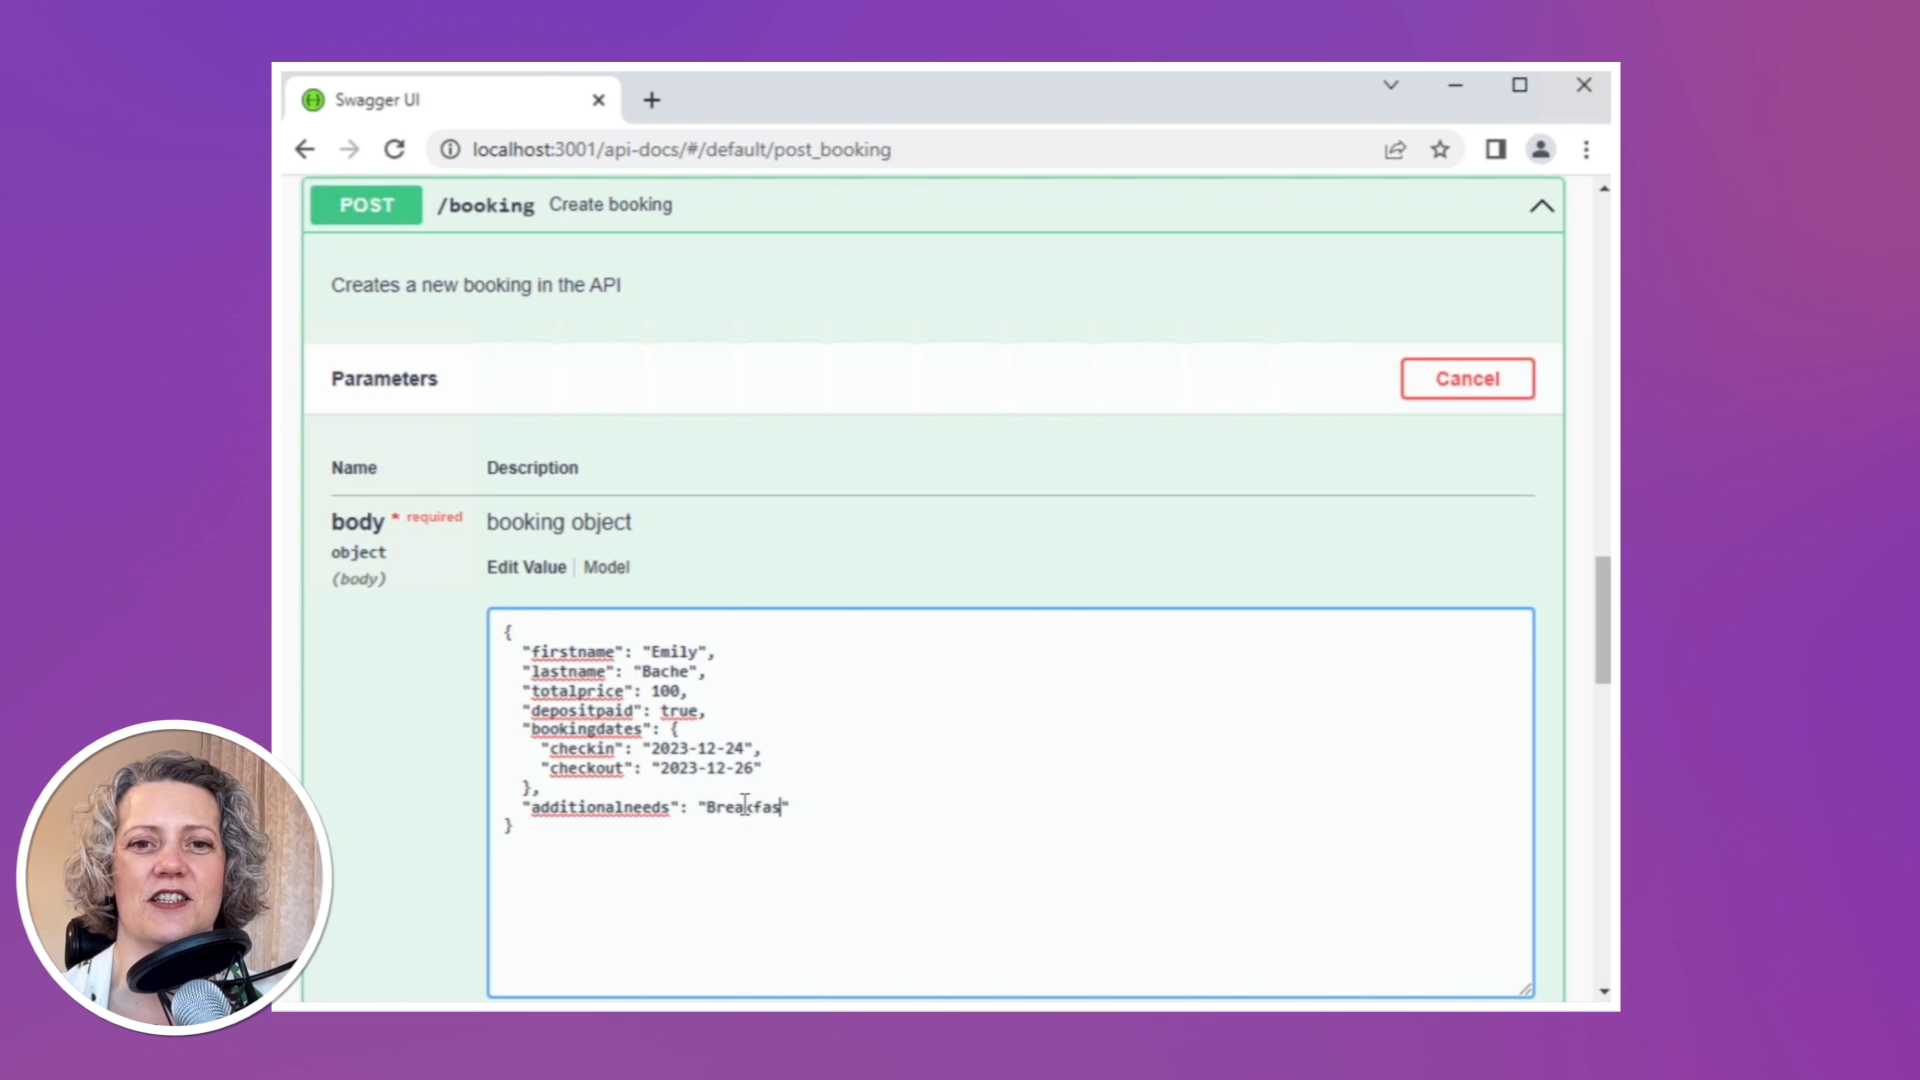 Swagger UI
localhost:3001/api-docs/#/default/post_booking
POST /booking Create booking
Creates a new booking in the API
Parameters Cancel
Name Description
body * required booking object
object
(body)
Edit Value | Model
{
"firstname": "Emily",
"lastname": "Bache",
"totalprice": 100,
"depositpaid": true,
"bookingdates": {
"checkin": "2023-12-24",
"checkout": "2023-12-26"
},
"additionalneeds": "Breakfas"
}